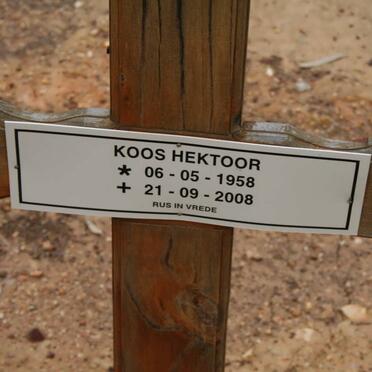 KOOS HEKTOOR
* 06 - 05 - 1958
+ 21 - 09 - 2008
RUS IN VREDE